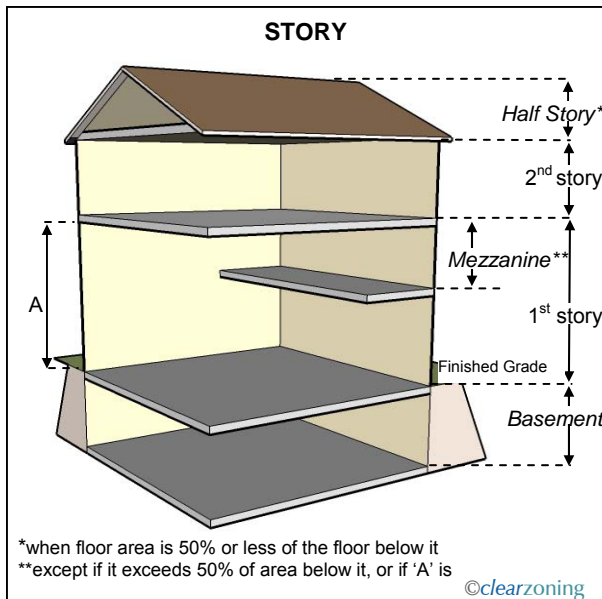 STORY
Half Story*
2nd story
Mezzanine**
A
1st story
Finished Grade
Basement
*when floor area is 50% or less of the floor below it
**except if it exceeds 50% of area below it, or if ‘A’ is
©clearzoning